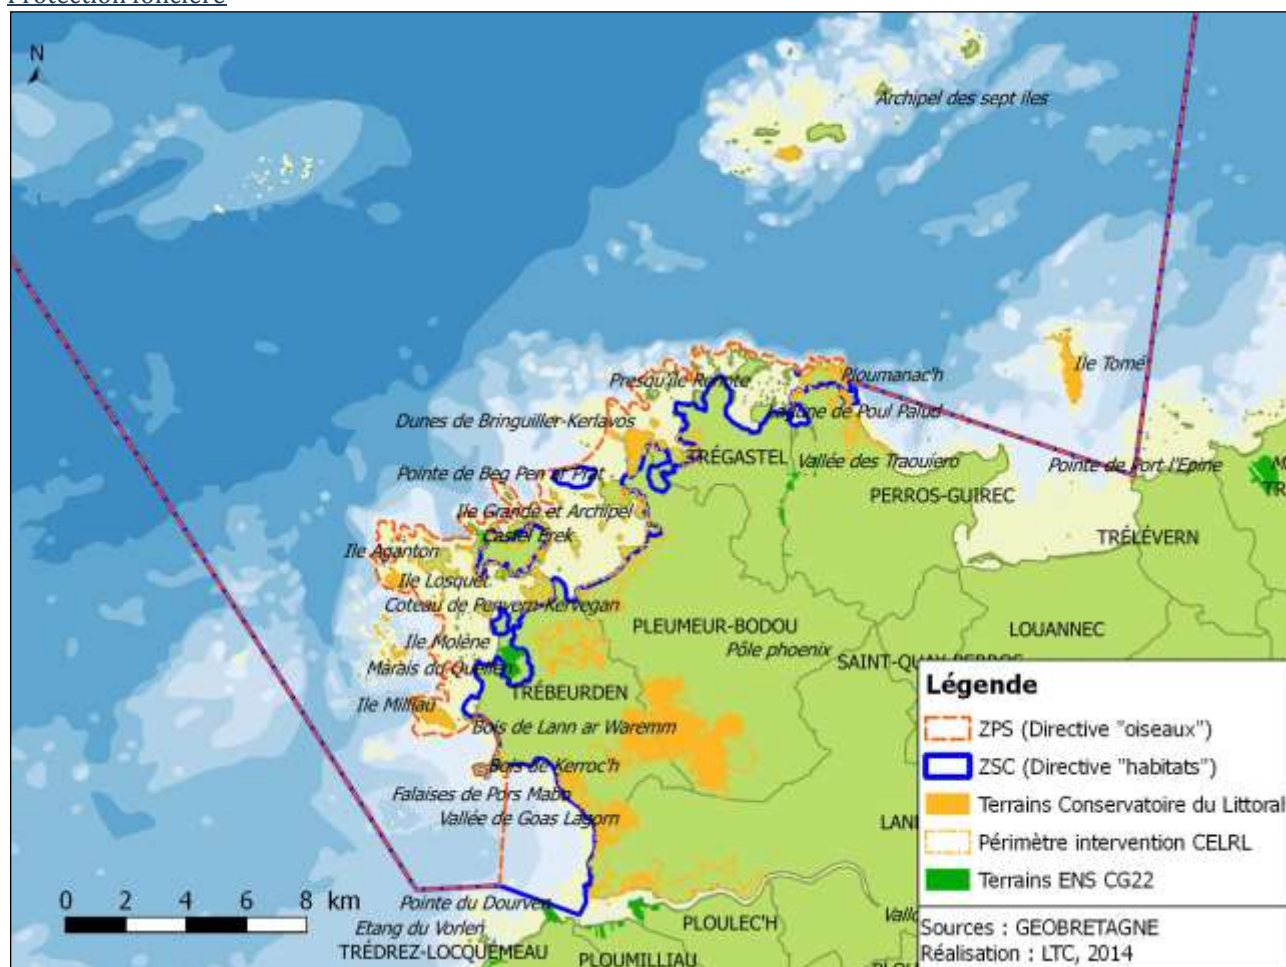 Protection foncière
N
Archipel des sept iles
Ile Tomé
Ploumanac'h
Presqu'île Renote
Lagune de Poul Palud
Dunes de Bringuiller-Kerlavos
TRÉGASTEL
Vallée des Traouiero
Pointe de Port l'Epine
Pointe de Beg Pen ar Prat
PERROS-GUIREC
TR
Ile Grande et Archipel
TRÉLÉVERN
Castel Erek
Ile Aganton
Ile Losquet
Coteau de Penvern-Kervegan
PLEUMEUR-BODOU
LOUANNEC
Ile Molène
Pôle phoenix
Marais du Quellen
SAINT-QUAY-PERROS
TRÉBEURDEN
Ile Milliau
Bois de Lann ar Waremm
Bois de Kerroc'h
Falaises de Pors Mabo
Vallée de Goas Lagorn
LAN
Pointe du Dourven
Etang du Vorlen
PLOULEC'H
TRÉDREZ-LOCQUÉMEAU
PLOUMILLIAU
Légende
ZPS (Directive "oiseaux")
ZSC (Directive "habitats")
Terrains Conservatoire du Littoral
Périmètre intervention CELRL
Terrains ENS CG22
Sources : GEOBRETAGNE
Réalisation : LTC, 2014
0 2 4 6 8 km